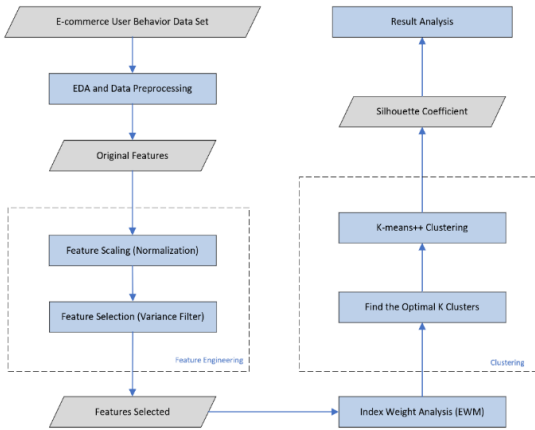 E-commerce User Behavior Data Set
EDA and Data Preprocessing
Original Features
Feature Scaling (Normalization)
Feature Selection (Variance Filter)
Feature Engineering
Features Selected
Index Weight Analysis (EWM)
Find the Optimal K Clusters
Clustering
K-means++ Clustering
Silhouette Coefficient
Result Analysis